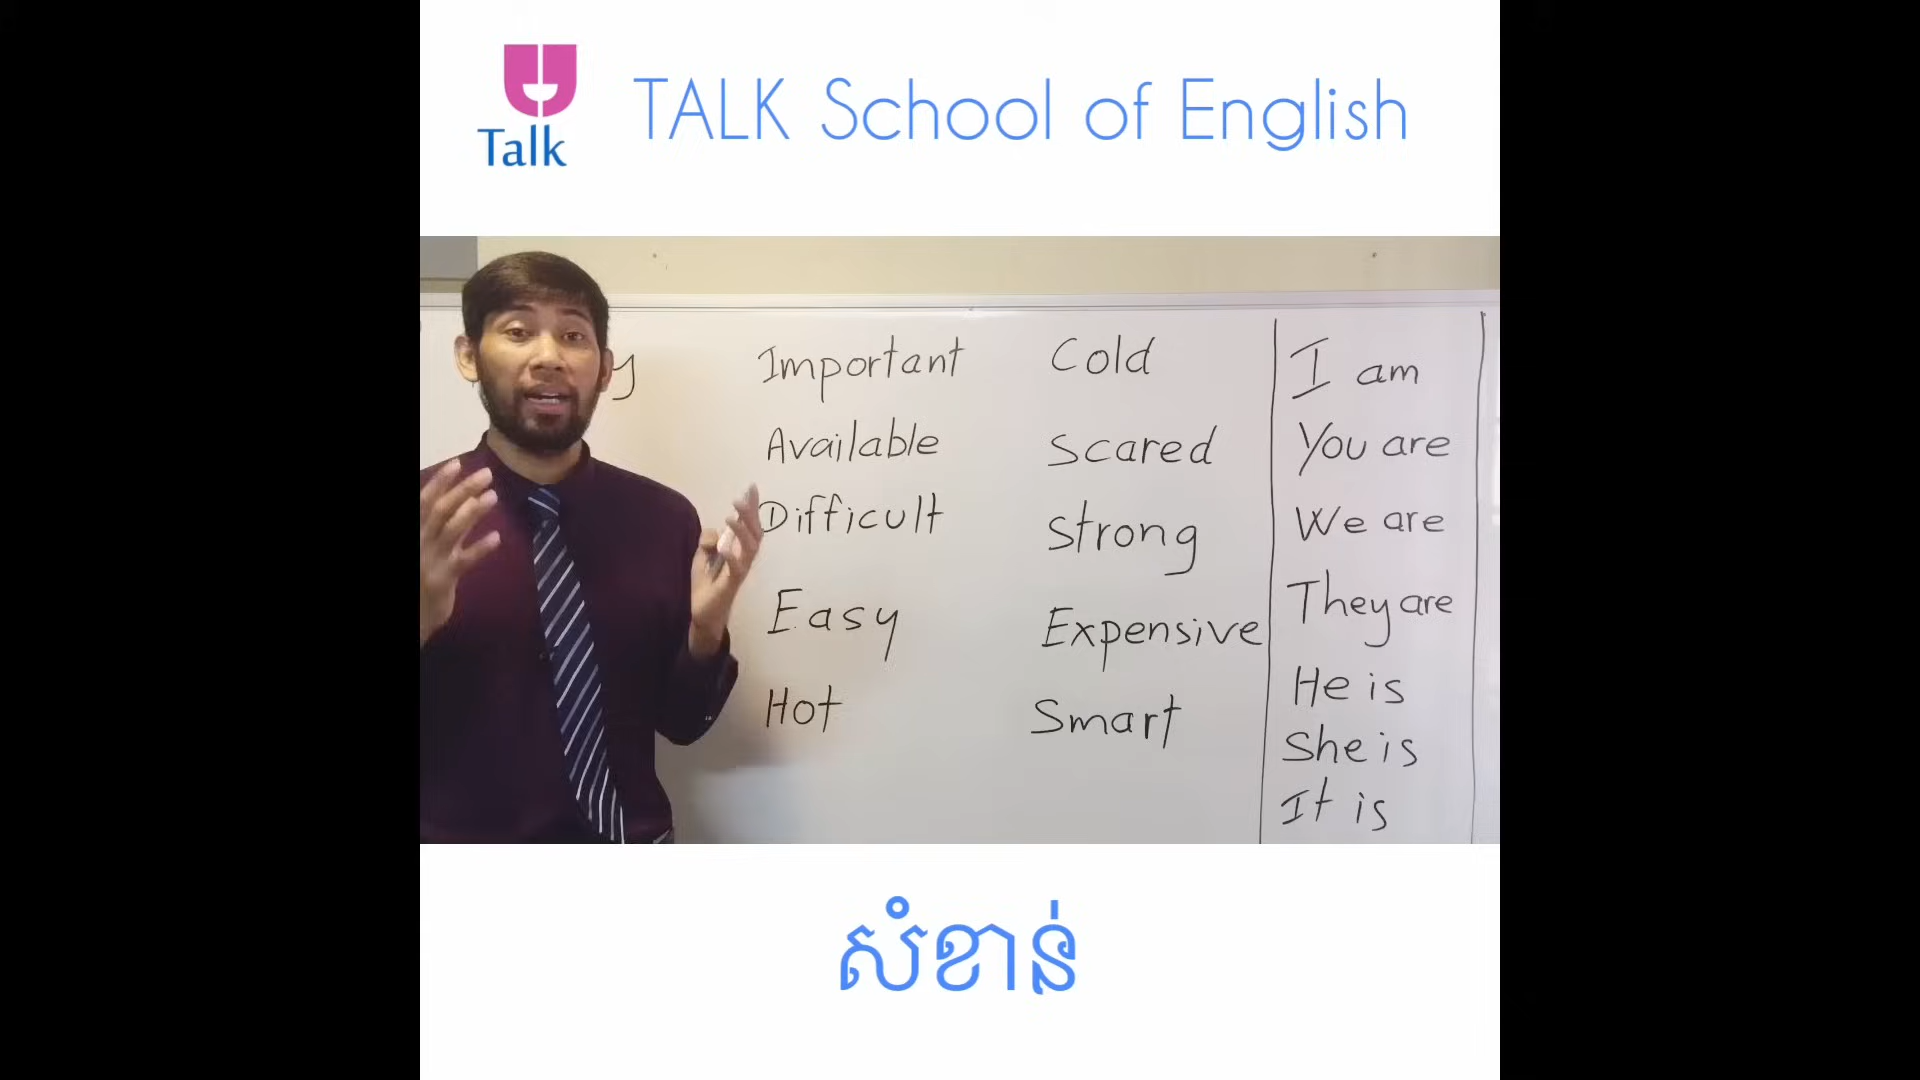 Talk
TALK School of English
Important
Available
Difficult
Easy
Hot
Cold
Scared
Strong
Expensive
Smart
I am
You are
We are
They are
He is
She is
It is
សំខាន់